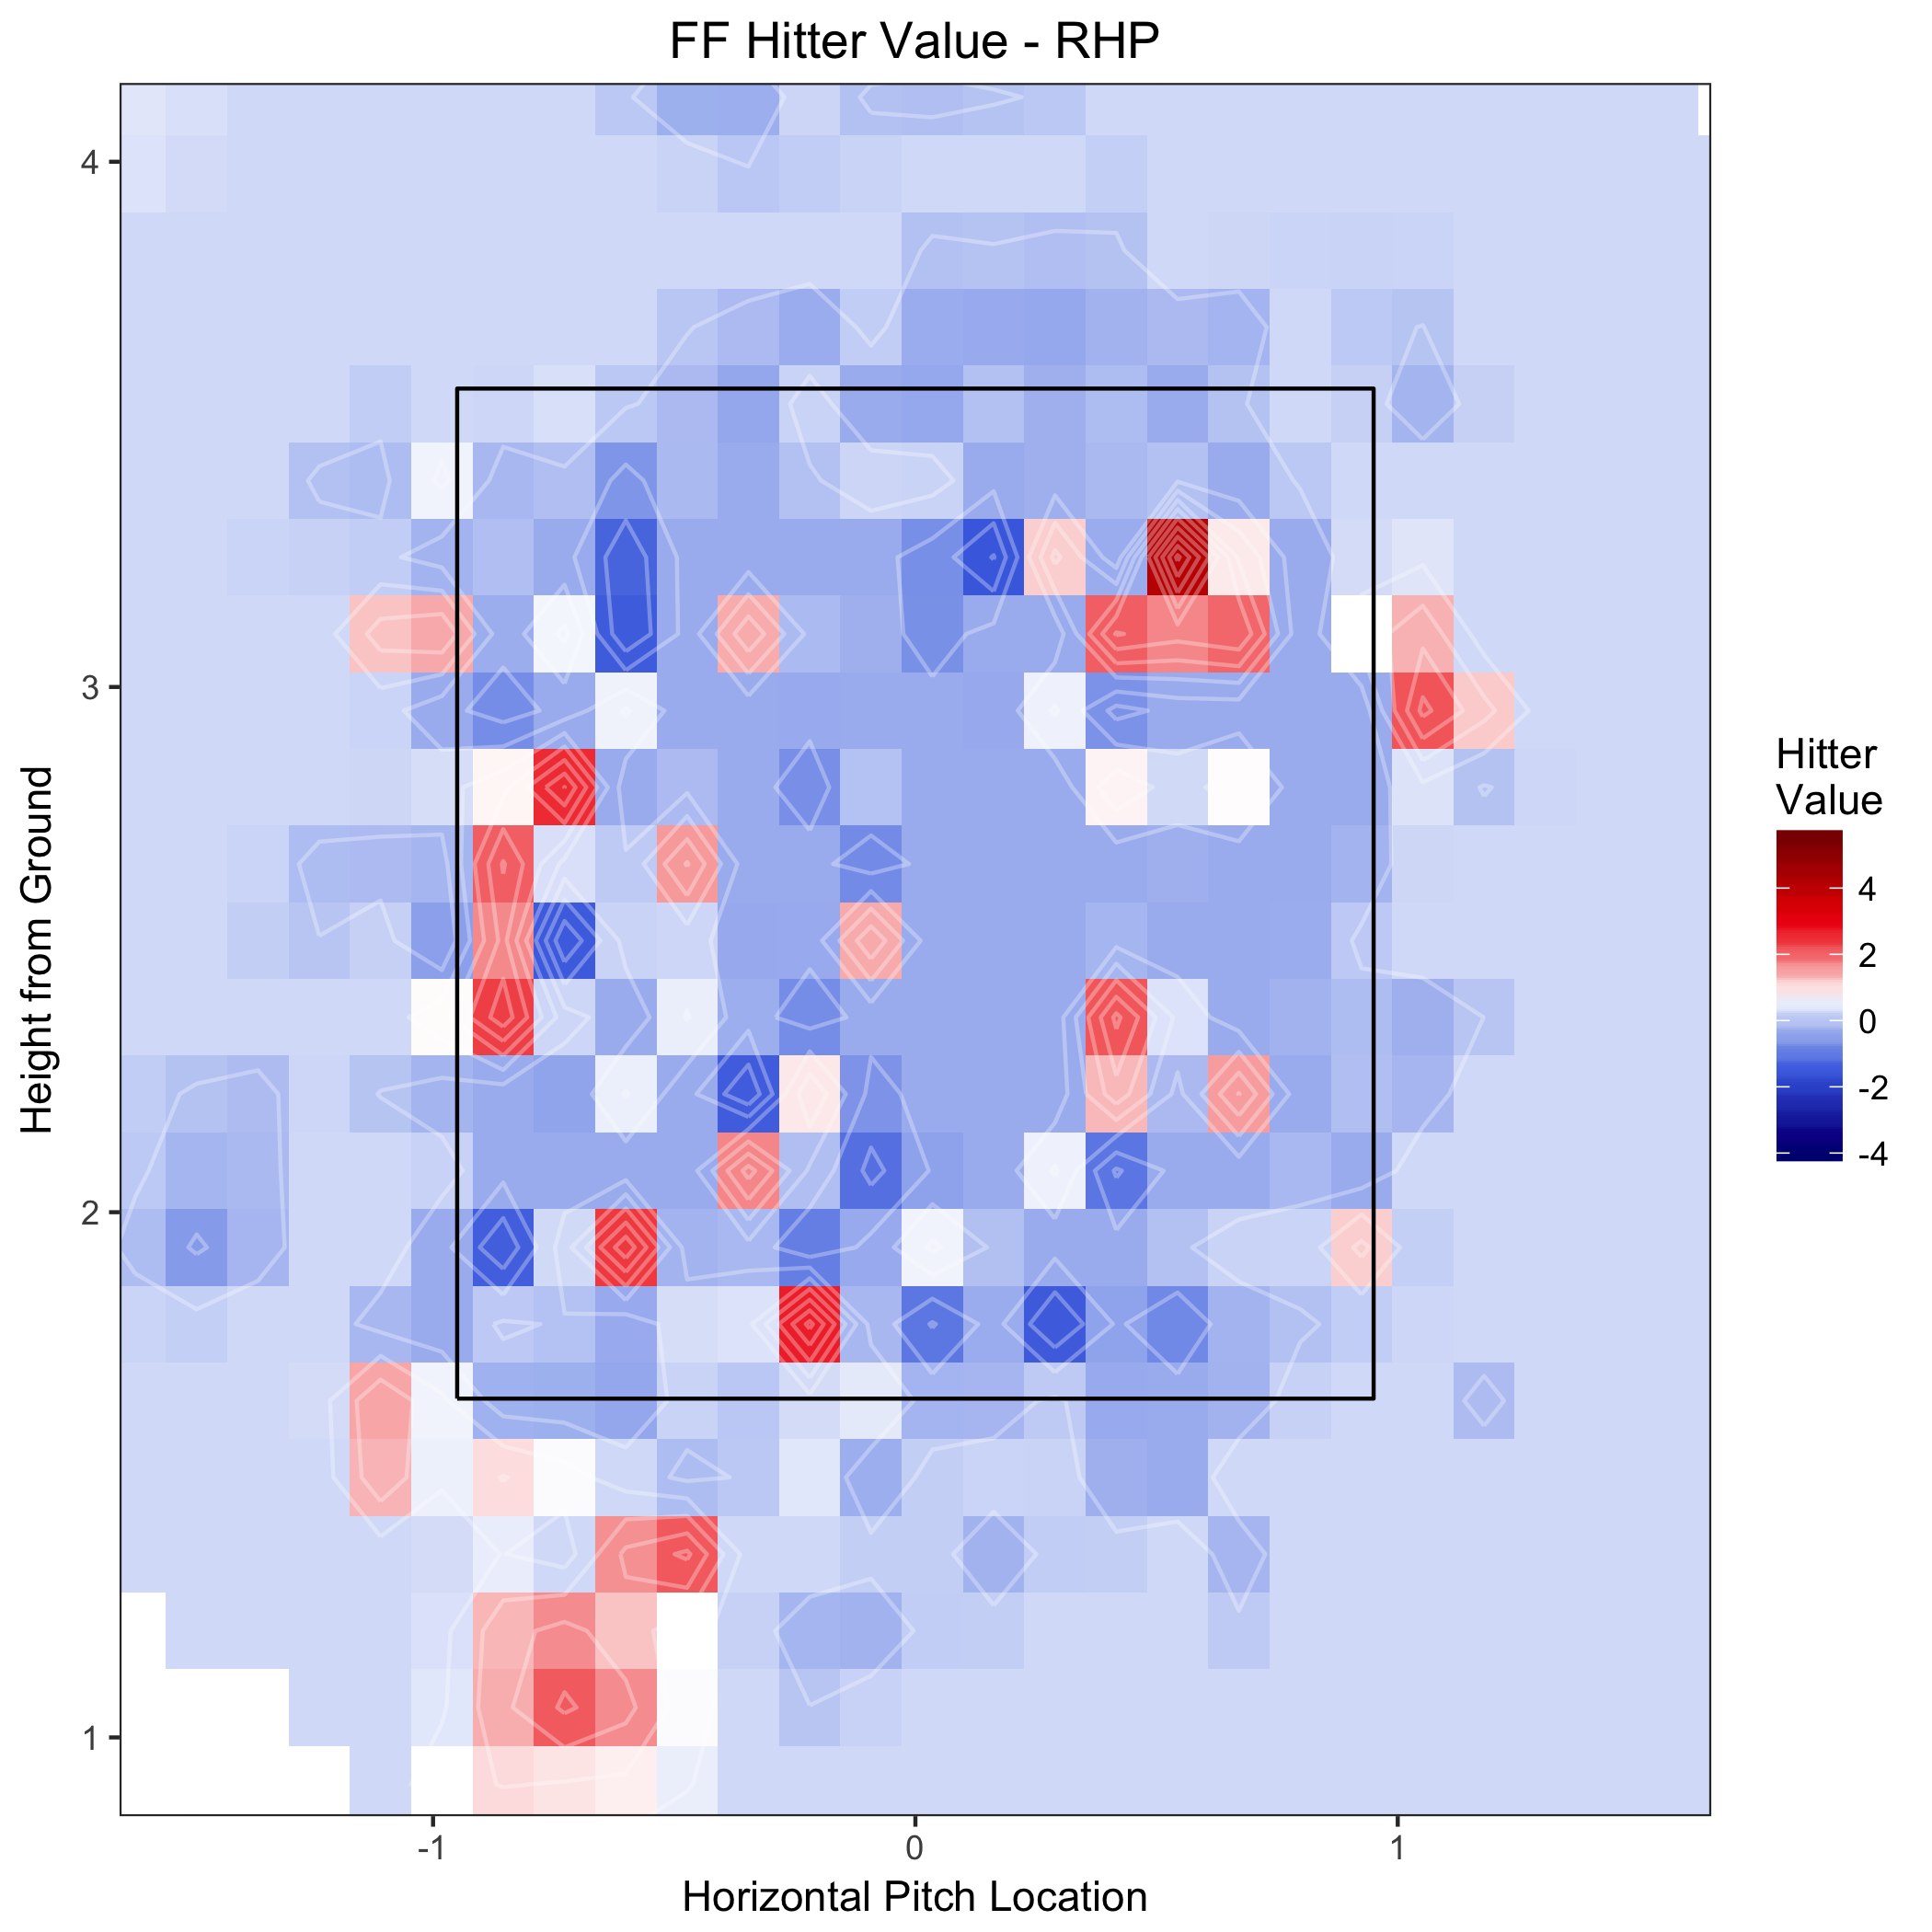 FF Hitter Value - RHP
4
3
2
1
Height from Ground
-1
0
1
Horizontal Pitch Location
Hitter
Value
4
2
0
-2
-4